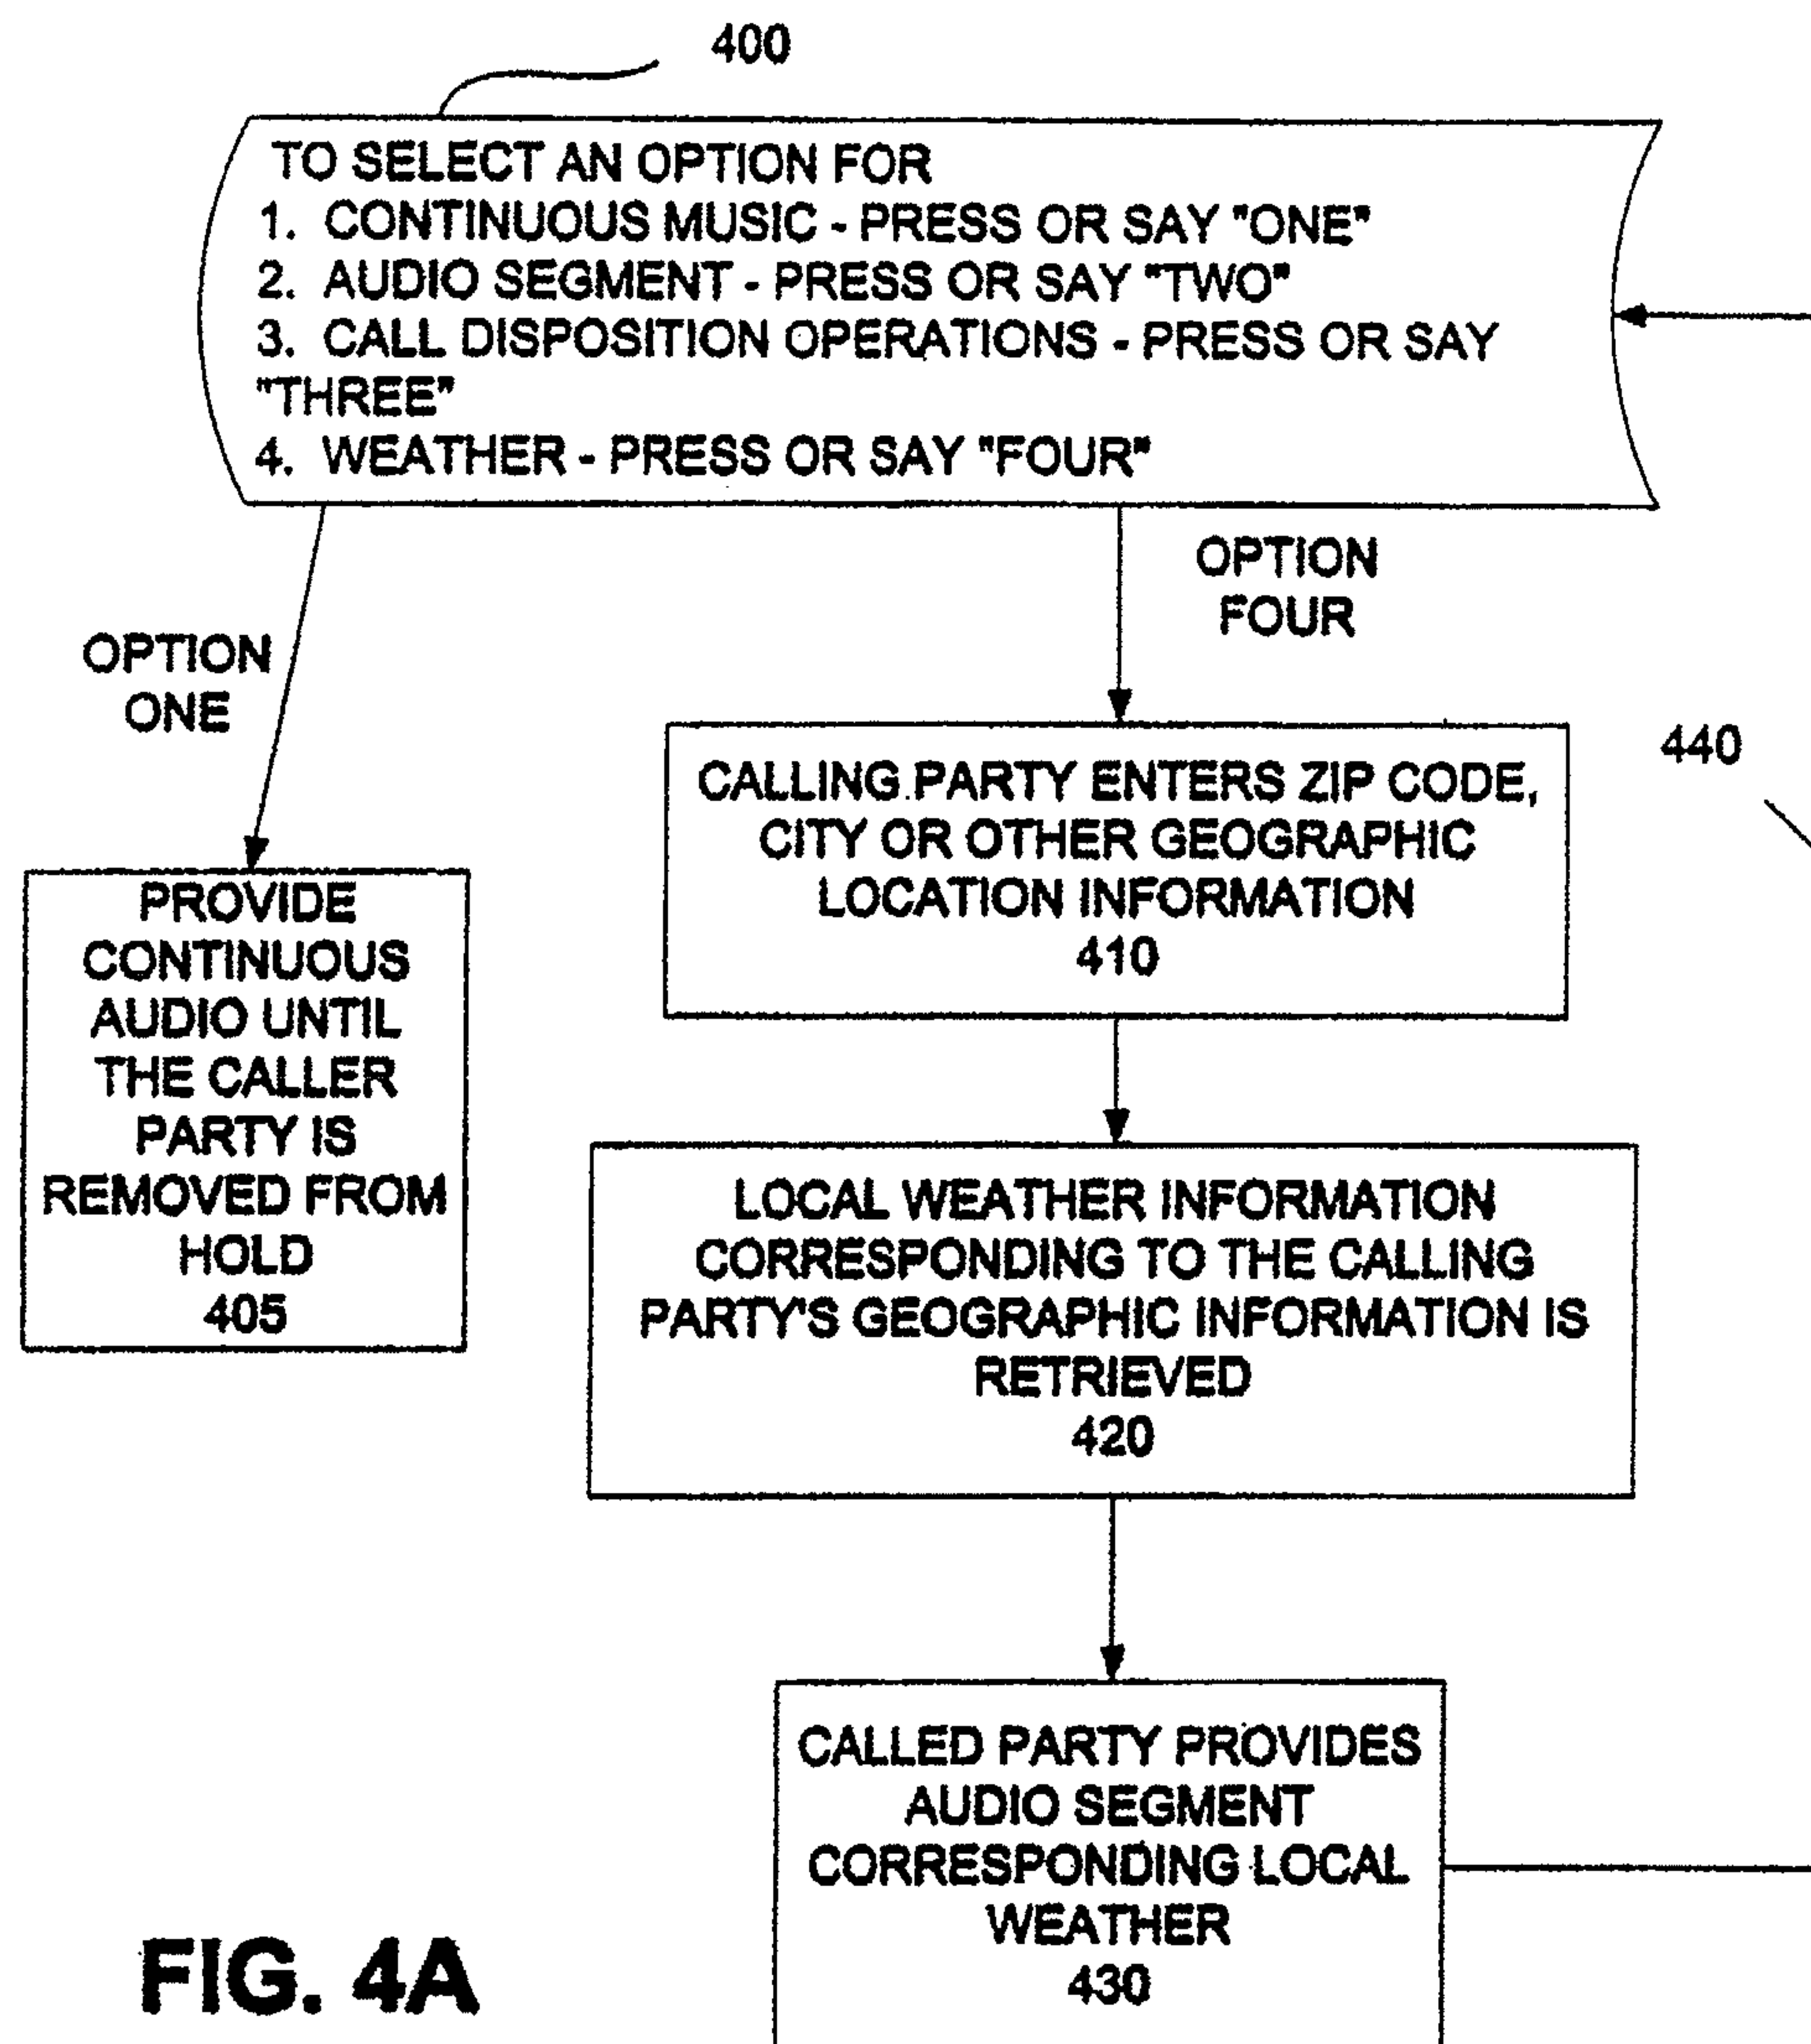 400
TO SELECT AN OPTION FOR
1. CONTINUOUS MUSIC - PRESS OR SAY "ONE"
2. AUDIO SEGMENT - PRESS OR SAY "TWO"
3. CALL DISPOSITION OPERATIONS - PRESS OR SAY
"THREE"
4. WEATHER - PRESS OR SAY "FOUR"
OPTION
ONE
OPTION
FOUR
440
CALLING PARTY ENTERS ZIP CODE,
CITY OR OTHER GEOGRAPHIC
LOCATION INFORMATION
410
PROVIDE
CONTINUOUS
AUDIO UNTIL
THE CALLER
PARTY IS
REMOVED FROM
HOLD
405
LOCAL WEATHER INFORMATION
CORRESPONDING TO THE CALLING
PARTY'S GEOGRAPHIC INFORMATION IS
RETRIEVED
420
CALLED PARTY PROVIDES
AUDIO SEGMENT
CORRESPONDING LOCAL
WEATHER
430
FIG. 4A